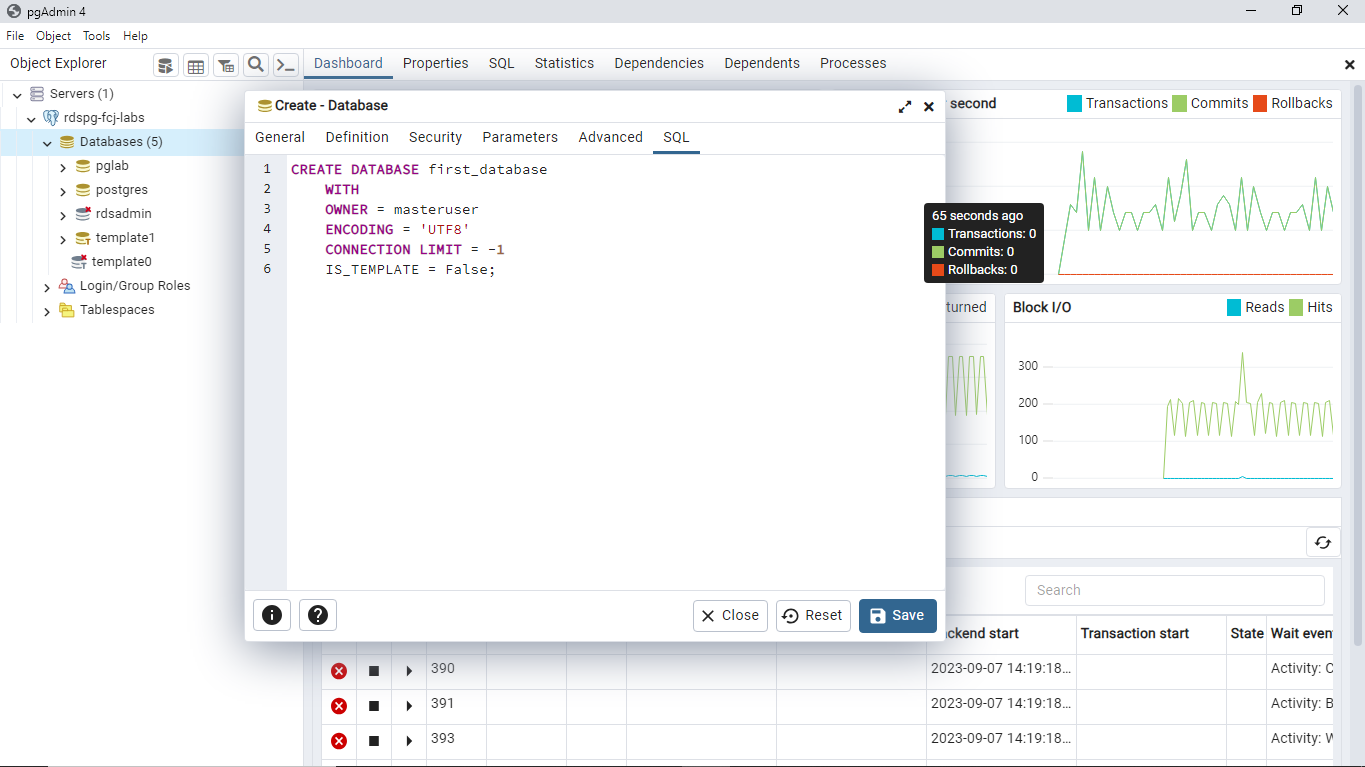 pgAdmin 4
File Object Tools Help
Object Explorer
Dashboard Properties SQL Statistics Dependencies Dependents Processes
Servers (1)
rdspg-fcj-labs
Databases (5)
pglab
postgres
rdsadmin
template1
template0
Login/Group Roles
Tablespaces
Create - Database
General Definition Security Parameters Advanced SQL
1 CREATE DATABASE first_database
2 WITH
3 OWNER = masteruser
4 ENCODING = 'UTF8'
5 CONNECTION LIMIT = -1
6 IS_TEMPLATE = False;
Close Reset Save
second Transactions Commits Rollbacks
65 seconds ago
Transactions: 0
Commits: 0
Rollbacks: 0
turned
Block I/O Reads Hits
300
200
100
0
Search
ckend start Transaction start State Wait even
390 2023-09-07 14:19:18... Activity: C
391 2023-09-07 14:19:18... Activity: B
393 2023-09-07 14:19:18... Activity: W